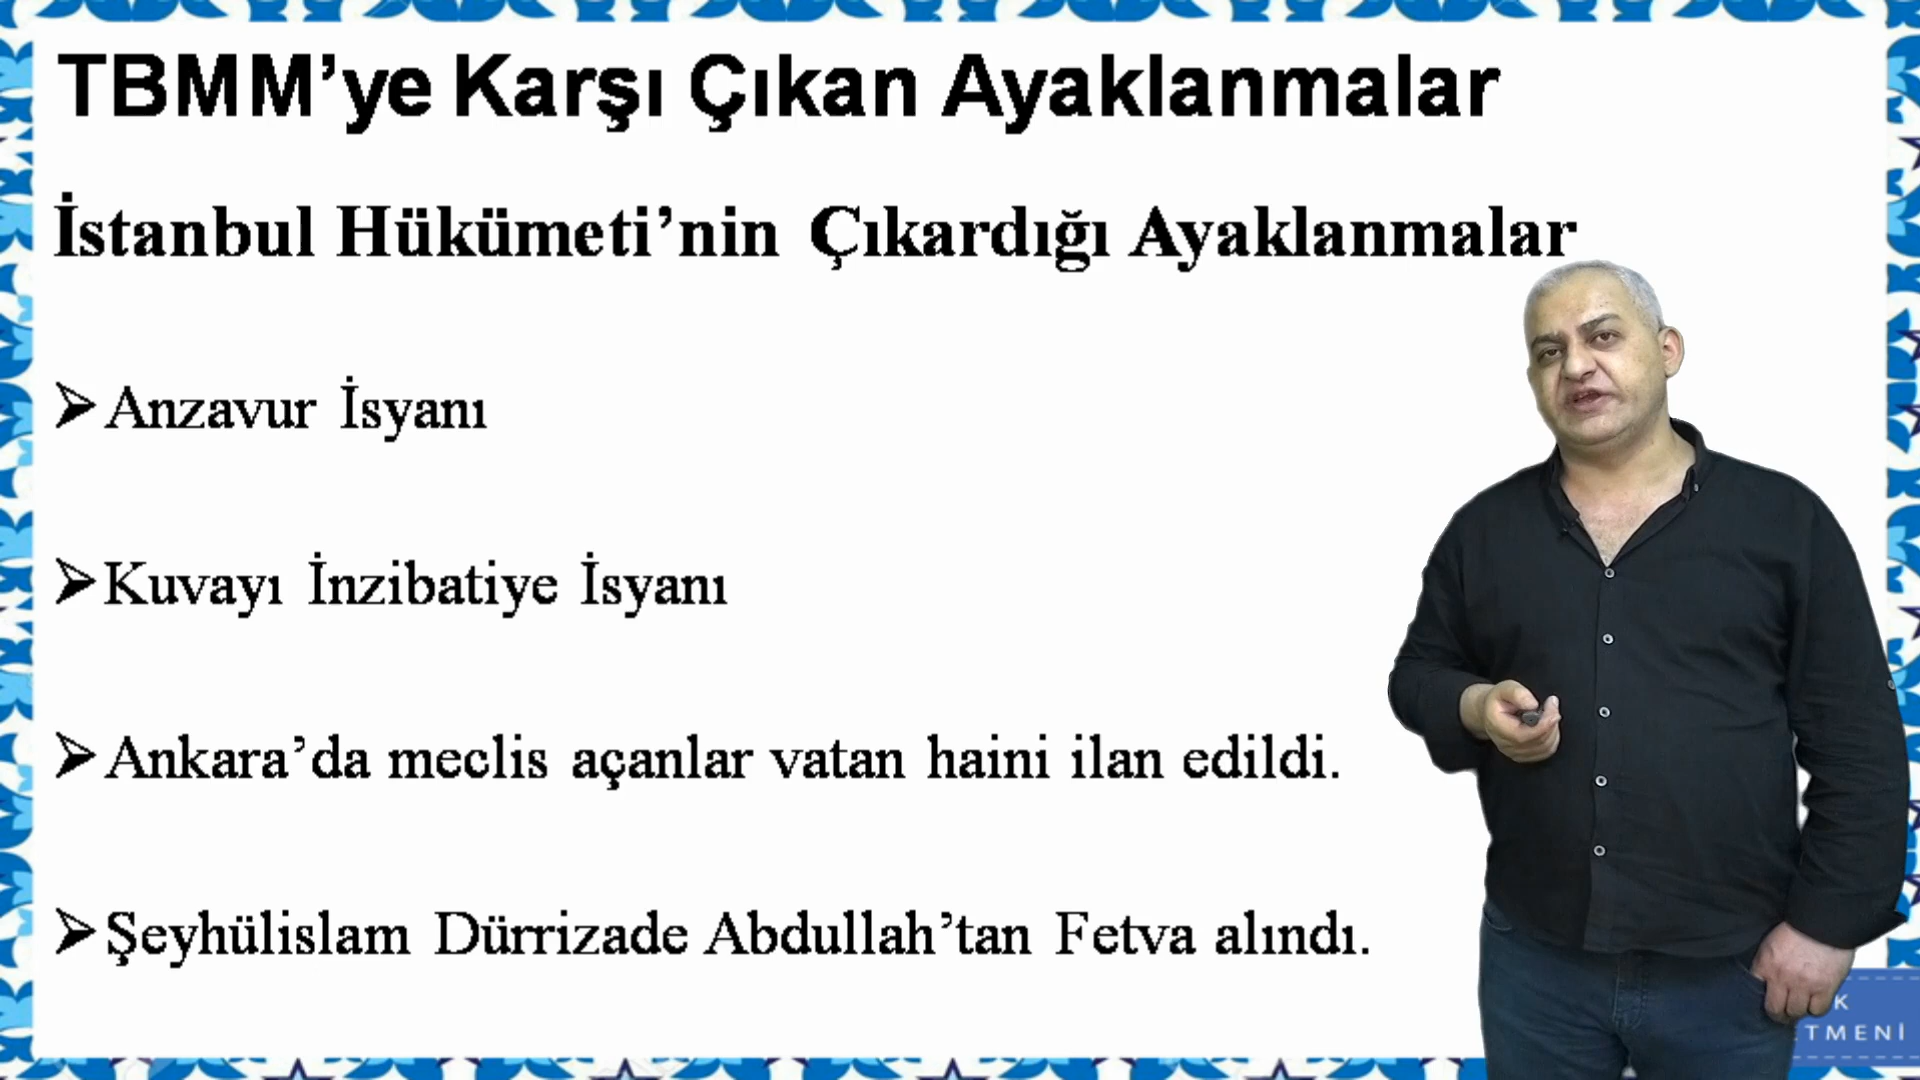 TBMM’ye Karşı Çıkan Ayaklanmalar
İstanbul Hükümeti’nin Çıkardığı Ayaklanmalar
➢Anzavur İsyanı
➢Kuvayı İnzibatiye İsyanı
➢Ankara’da meclis açanlar vatan haini ilan edildi.
➢Şeyhülislam Dürrizade Abdullah’tan Fetva alındı.